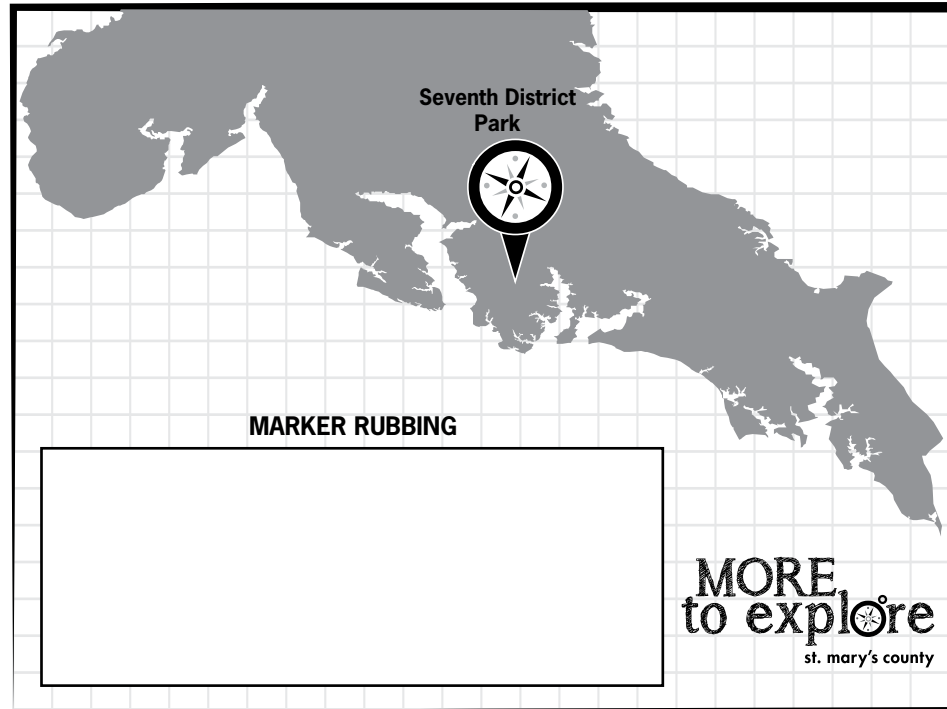 Seventh District
Park
MARKER RUBBING
MORE
to explore
st. mary's county